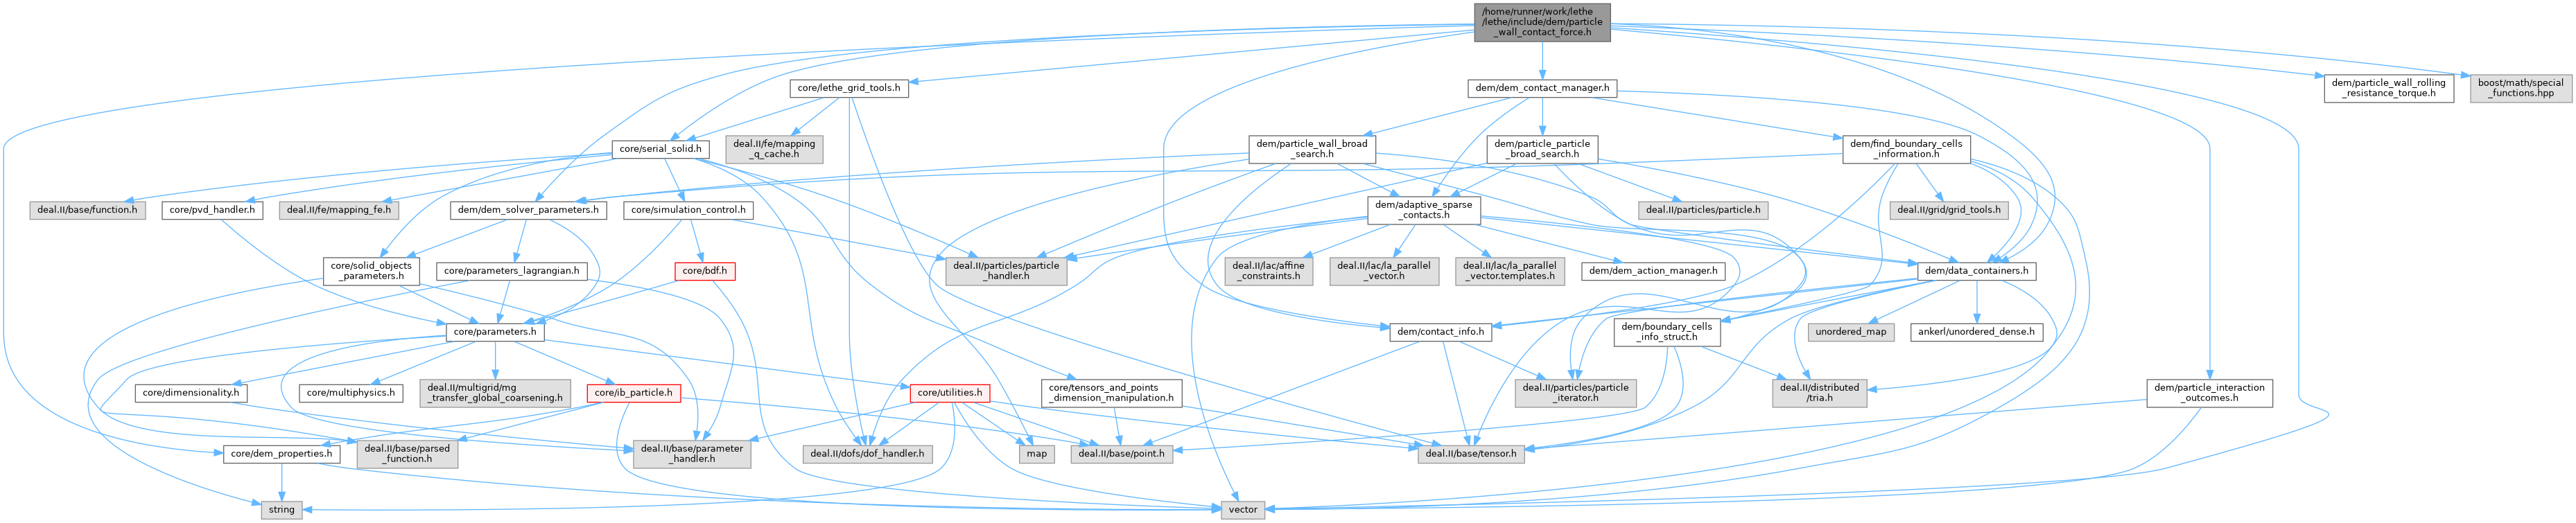 /home/runner/work/lethe
/lethe/include/dem/particle
_wall_contact_force.h
core/lethe_grid_tools.h
dem/dem_contact_manager.h
dem/particle_wall_rolling
_resistance_torque.h
boost/math/special
_functions.hpp
core/serial_solid.h
deal.II/fe/mapping
_q_cache.h
dem/particle_wall_broad
_search.h
dem/particle_particle
_broad_search.h
dem/find_boundary_cells
_information.h
deal.II/base/function.h
core/pvd_handler.h
deal.II/fe/mapping_fe.h
dem/dem_solver_parameters.h
core/simulation_control.h
dem/adaptive_sparse
_contacts.h
deal.II/particles/particle.h
deal.II/grid/grid_tools.h
core/solid_objects
_parameters.h
core/parameters_lagrangian.h
core/bdf.h
deal.II/particles/particle
_handler.h
deal.II/lac/affine
_constraints.h
deal.II/lac/la_parallel
_vector.h
deal.II/lac/la_parallel
_vector.templates.h
dem/dem_action_manager.h
dem/data_containers.h
core/parameters.h
dem/contact_info.h
dem/boundary_cells
_info_struct.h
unordered_map
ankerl/unordered_dense.h
core/dimensionality.h
core/multiphysics.h
deal.II/multigrid/mg
_transfer_global_coarsening.h
core/ib_particle.h
core/utilities.h
core/tensors_and_points
_dimension_manipulation.h
deal.II/particles/particle
_iterator.h
deal.II/distributed
/tria.h
dem/particle_interaction
_outcomes.h
core/dem_properties.h
deal.II/base/parsed
_function.h
deal.II/base/parameter
_handler.h
deal.II/dofs/dof_handler.h
map
deal.II/base/point.h
deal.II/base/tensor.h
string
vector